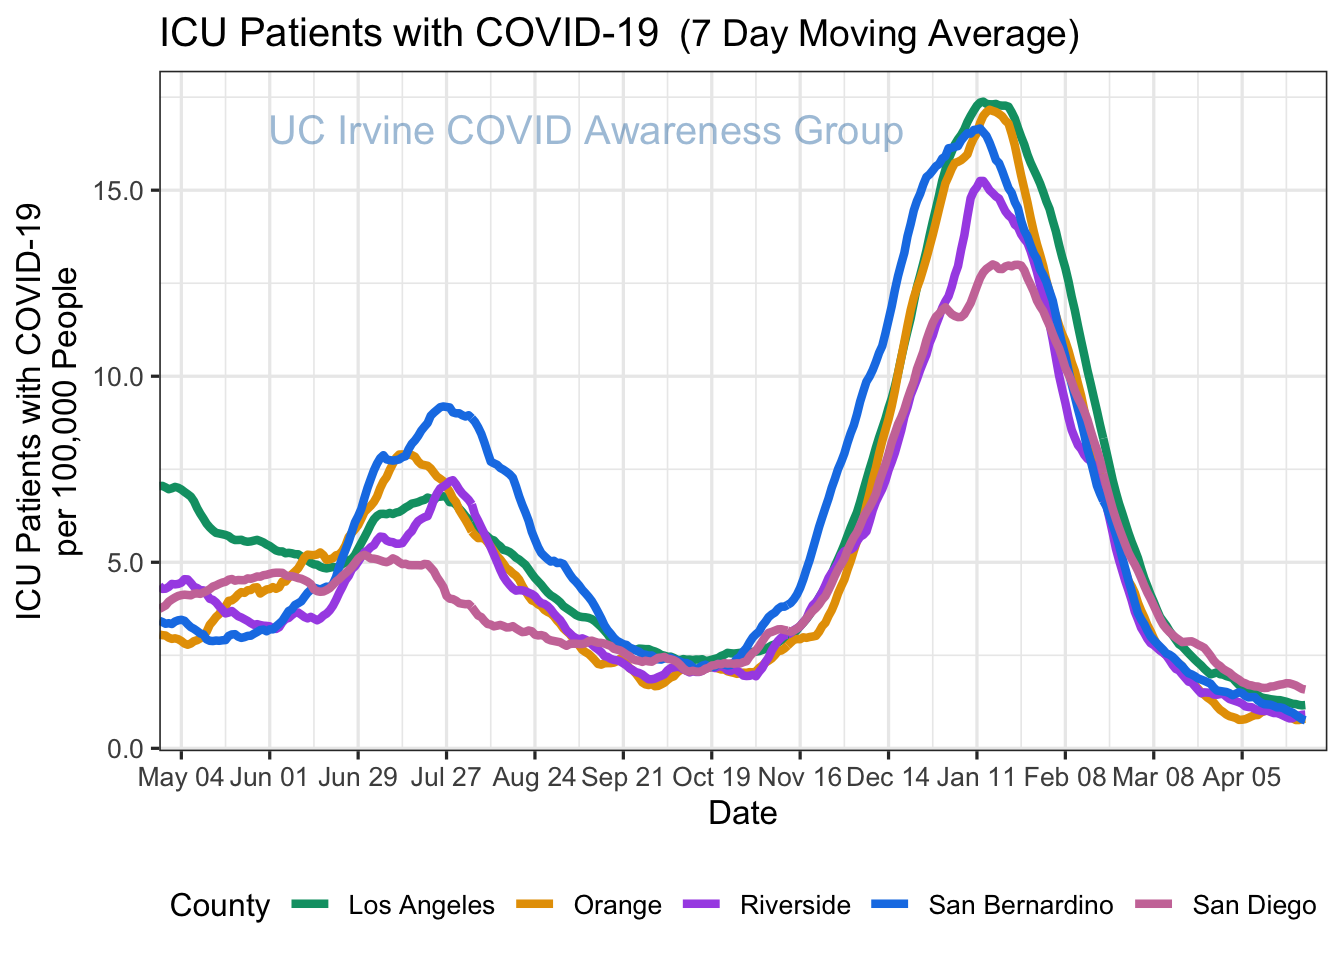 ICU Patients with COVID-19 (7 Day Moving Average)
UC Irvine COVID Awareness Group
ICU Patients with COVID-19
per 100,000 People
15.0
10.0
5.0
0.0
May 04 Jun 01 Jun 29 Jul 27 Aug 24 Sep 21 Oct 19 Nov 16 Dec 14 Jan 11 Feb 08 Mar 08 Apr 05
Date
County Los Angeles Orange Riverside San Bernardino San Diego